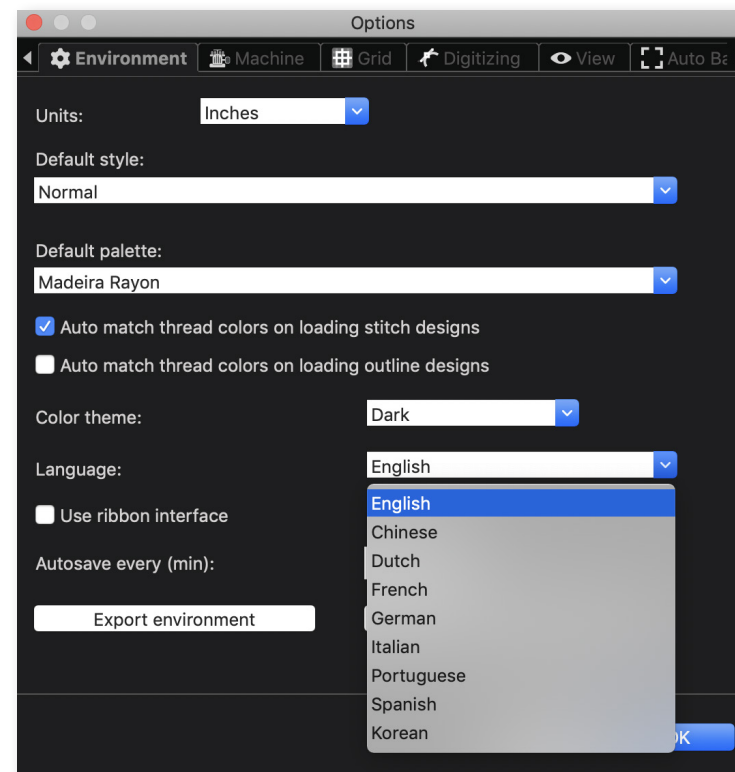 Options
Environment Machine Grid Digitizing View Auto Ba
Units: Inches
Default style:
Normal
Default palette:
Madeira Rayon
Auto match thread colors on loading stitch designs
Auto match thread colors on loading outline designs
Color theme: Dark
Language: English
English
Use ribbon interface
Chinese
Autosave every (min): Dutch
French
Export environment German
Italian
Portuguese
Spanish
Korean
OK